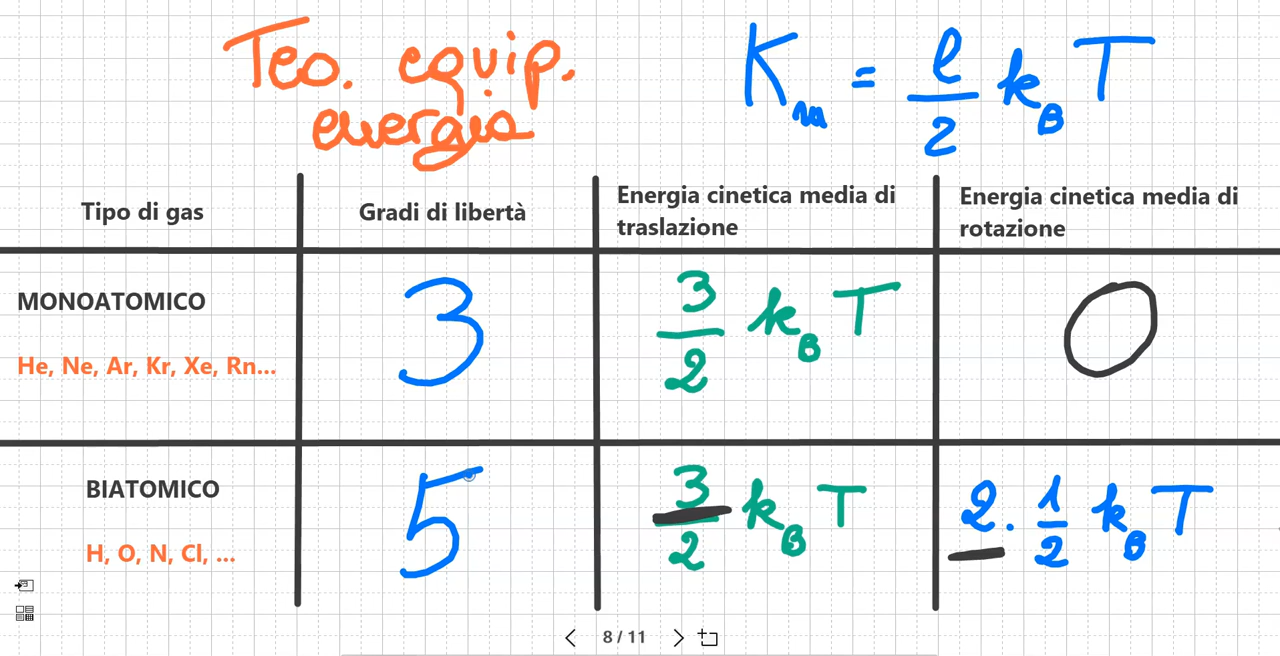 Teo. equip.
energia
K_m = ℓ/2 k_B T
Tipo di gas
Gradi di libertà
Energia cinetica media di
traslazione
Energia cinetica media di
rotazione
MONOATOMICO
He, Ne, Ar, Kr, Xe, Rn...
3
3/2 k_B T
0
BIATOMICO
H, O, N, Cl, ...
5
3/2 k_B T
2 · 1/2 k_B T
8 / 11